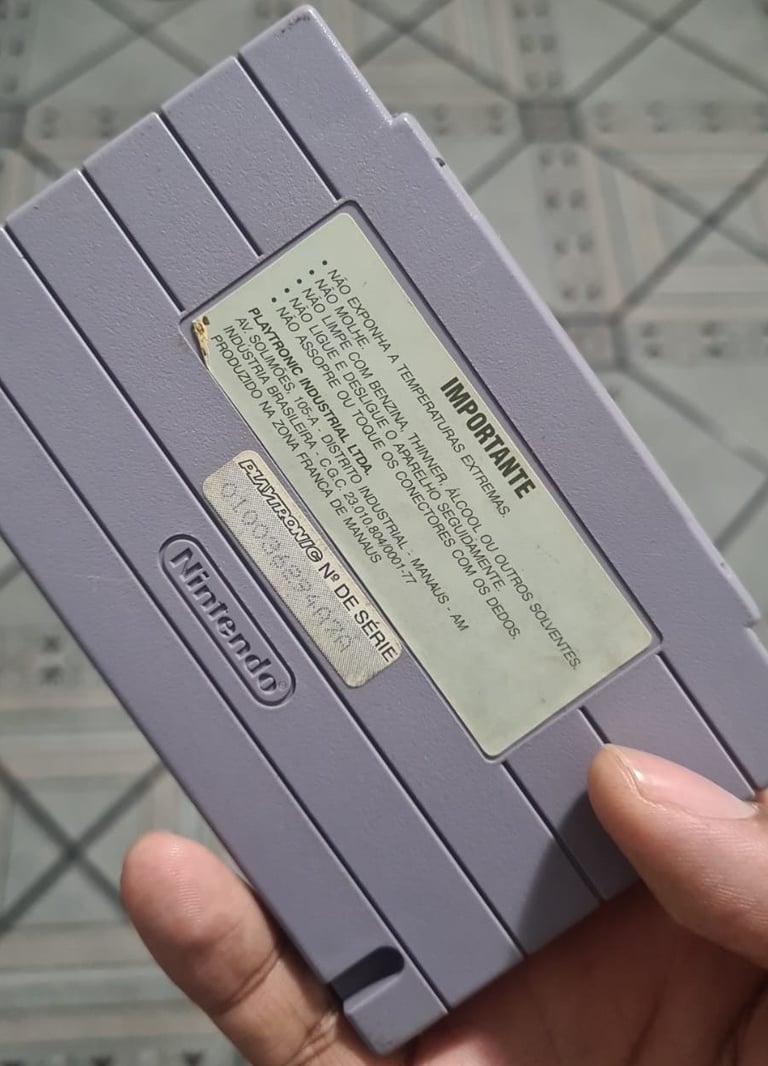 IMPORTANTE
• NÃO EXPONHA A TEMPERATURAS EXTREMAS.
• NÃO MOLHE.
• NÃO LIMPE COM BENZINA, THINNER, ÁLCOOL OU OUTROS SOLVENTES.
• NÃO LIGUE E DESLIGUE O APARELHO SEGUIDAMENTE.
• NÃO ASSOPRE OU TOQUE OS CONECTORES COM OS DEDOS.
PLAYTRONIC INDUSTRIAL LTDA.
AV. SOLIMÕES, 105-A - DISTRITO INDUSTRIAL - MANAUS - AM
INDÚSTRIA BRASILEIRA - C.G.C. 23.010.804/0001-77
PRODUZIDO NA ZONA FRANCA DE MANAUS
PLAYTRONIC Nº DE SÉRIE
Nintendo